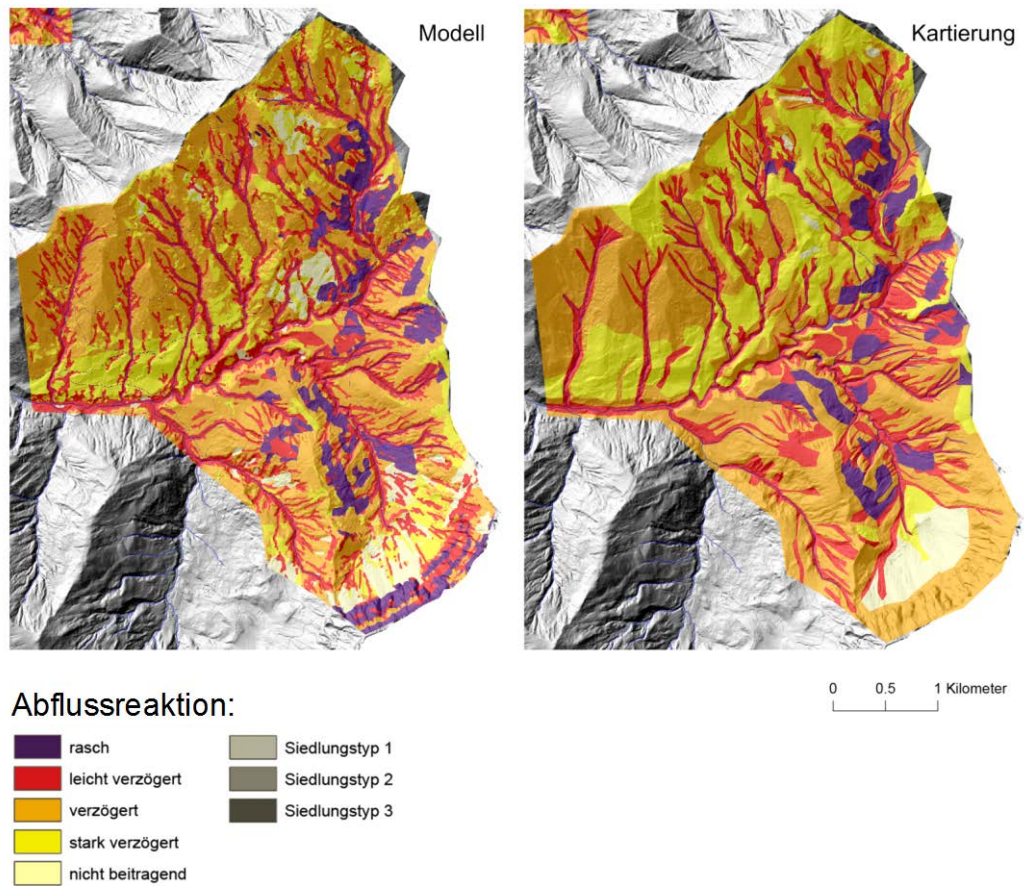 Modell
Kartierung
0 0.5 1 Kilometer
Abflussreaktion:
rasch
leicht verzögert
verzögert
stark verzögert
nicht beitragend
Siedlungstyp 1
Siedlungstyp 2
Siedlungstyp 3